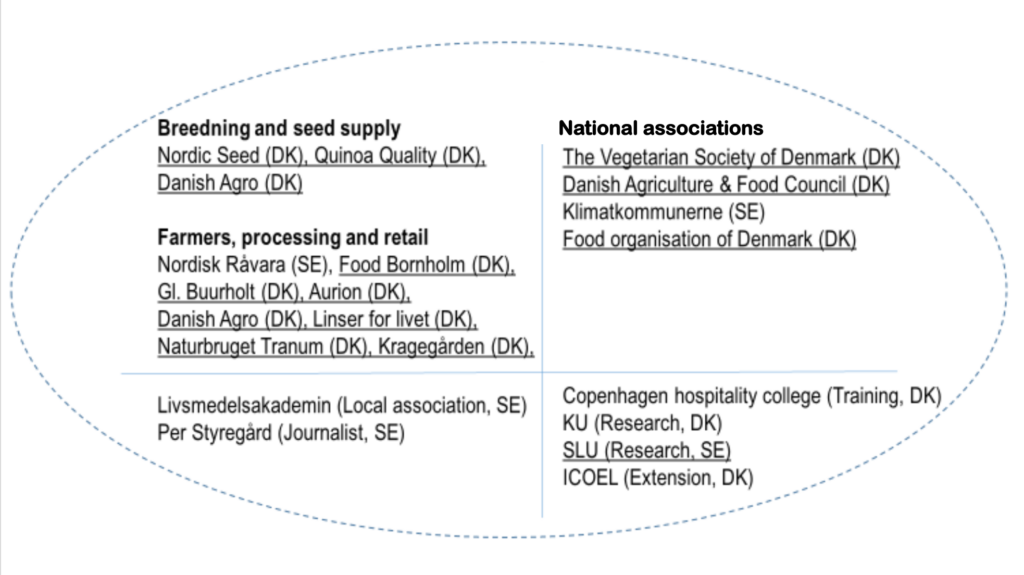 Breedning and seed supply
Nordic Seed (DK), Quinoa Quality (DK),
Danish Agro (DK)
Farmers, processing and retail
Nordisk Råvara (SE), Food Bornholm (DK),
Gl. Buurholt (DK), Aurion (DK),
Danish Agro (DK), Linser for livet (DK),
Naturbruget Tranum (DK), Kragegården (DK),
National associations
The Vegetarian Society of Denmark (DK)
Danish Agriculture & Food Council (DK)
Klimatkommunerne (SE)
Food organisation of Denmark (DK)
Livsmedelsakademin (Local association, SE)
Per Styregård (Journalist, SE)
Copenhagen hospitality college (Training, DK)
KU (Research, DK)
SLU (Research, SE)
ICOEL (Extension, DK)